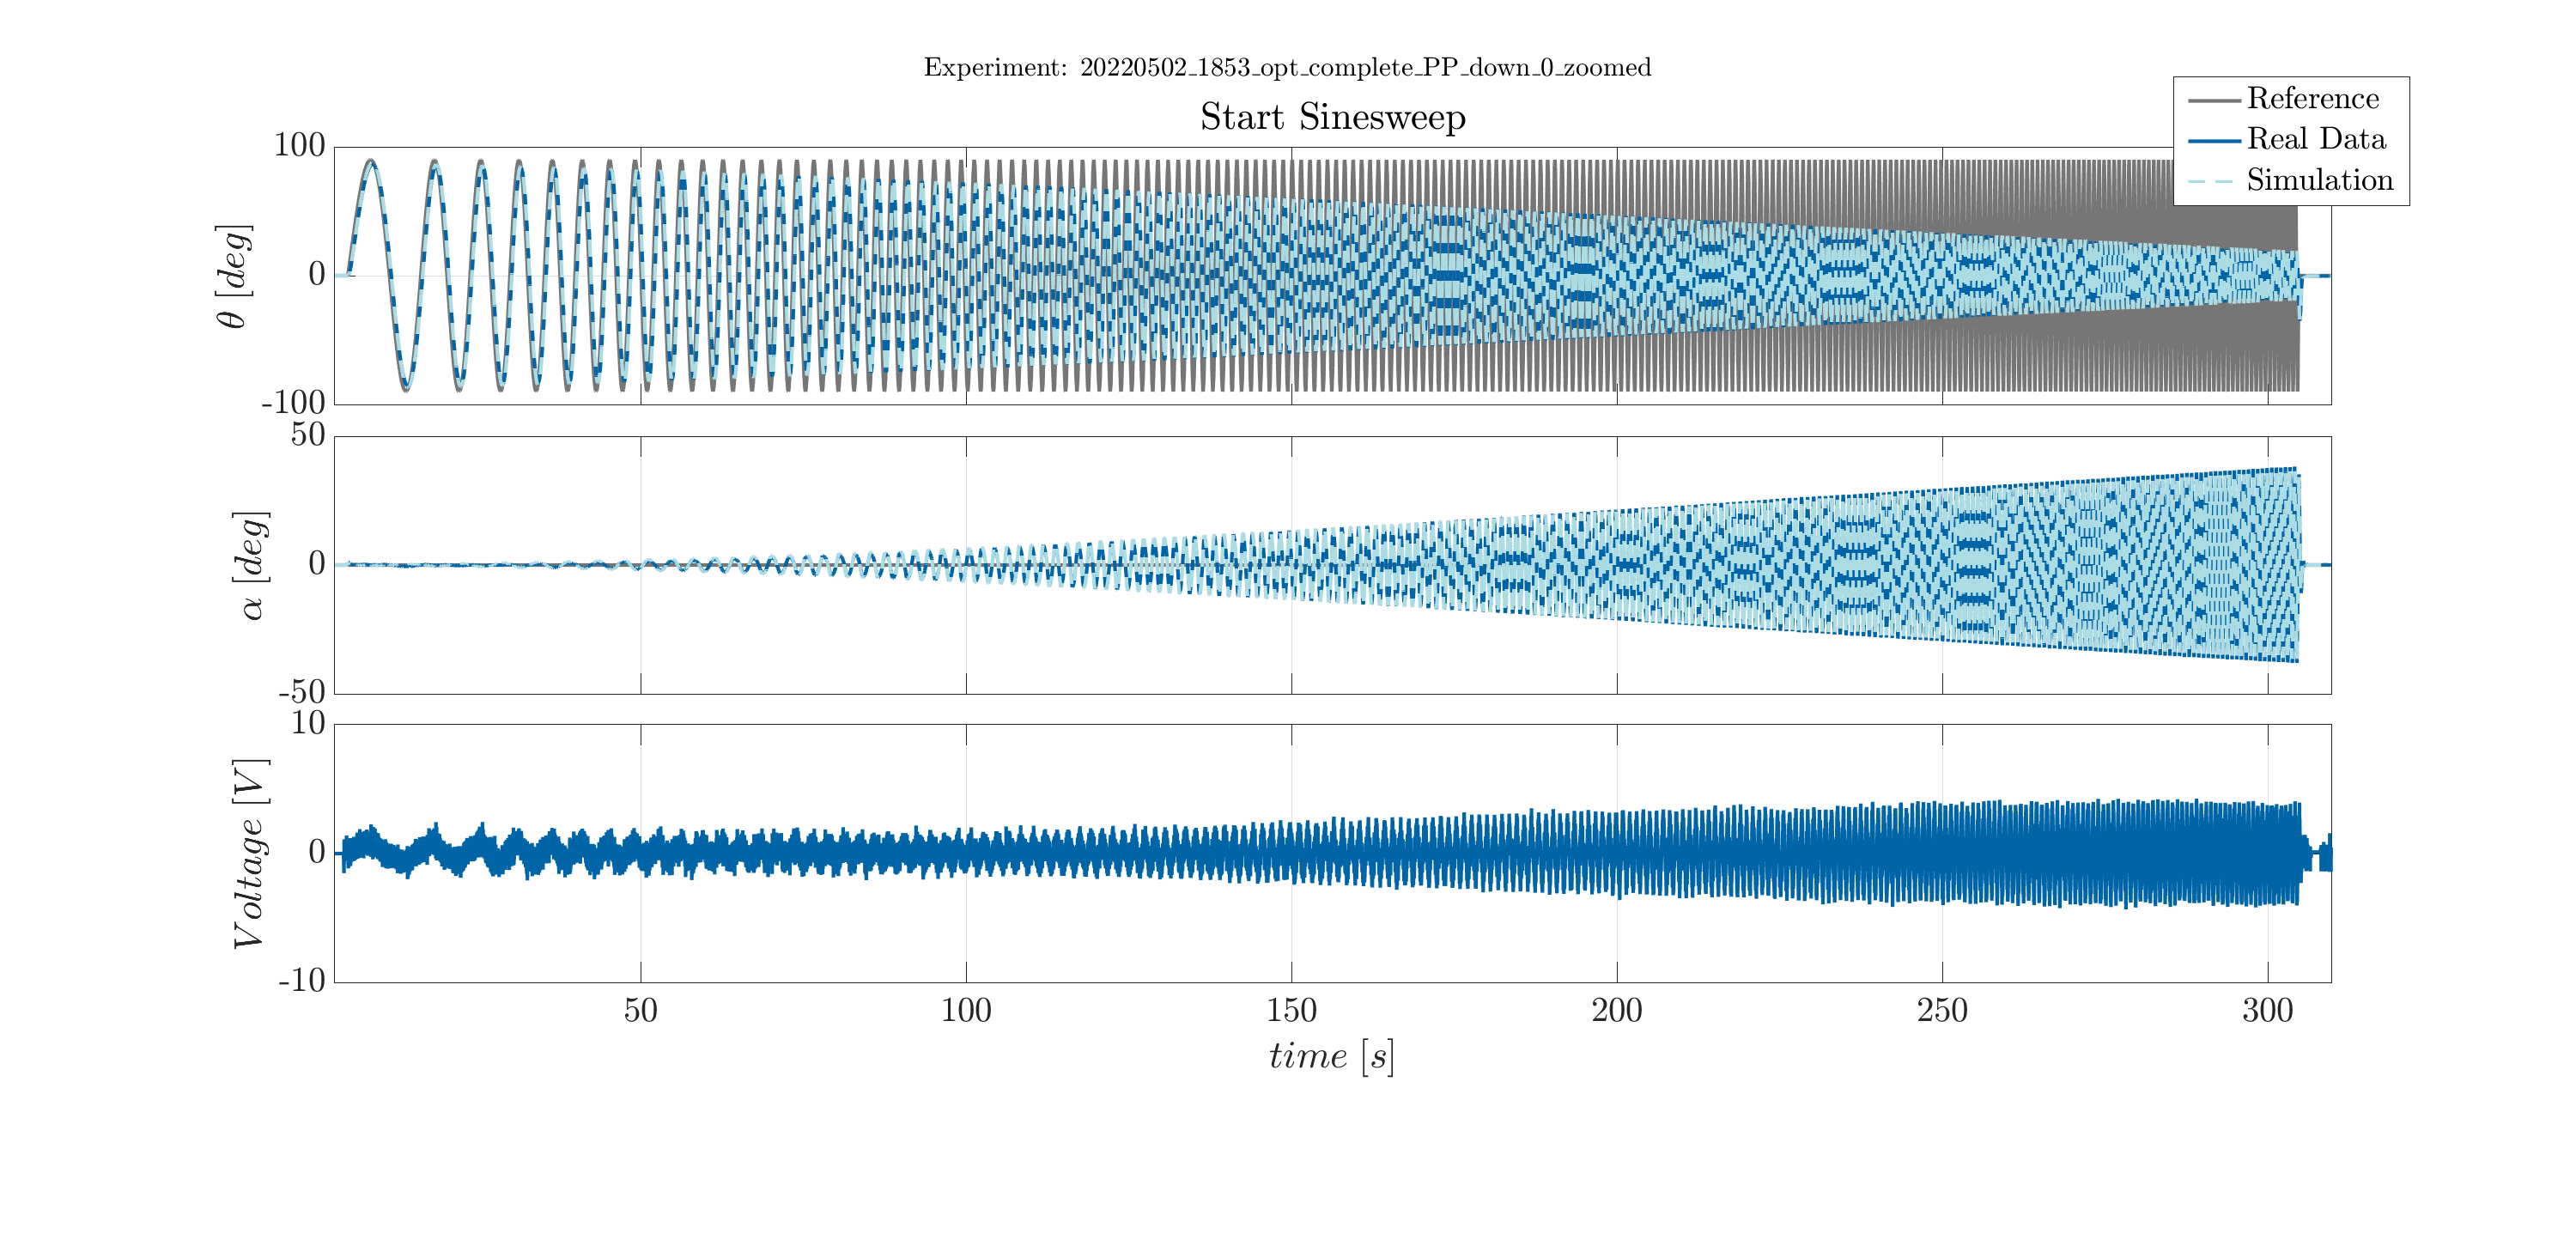 Experiment: 20220502_1853_opt_complete_PP_down_0_zoomed
Start Sinesweep
Reference
Real Data
Simulation
100
0
-100
θ [deg]
50
0
-50
α [deg]
10
0
-10
Voltage [V]
50 100 150 200 250 300
time [s]